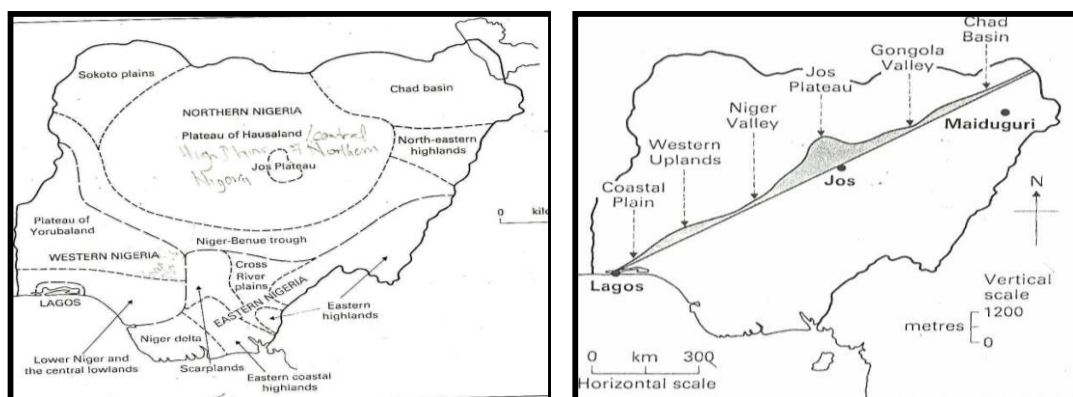 Sokoto plains
NORTHERN NIGERIA
Chad basin
Plateau of Hausaland
(central
High Plains of Northern
Nigeria
Jos Plateau
North-eastern
highlands
Plateau of
Yorubaland
Niger-Benue trough
WESTERN NIGERIA
Cross
River
plains
EASTERN NIGERIA
LAGOS
Niger delta
Eastern
highlands
Lower Niger and
the central lowlands
Scarplands
Eastern coastal
highlands
0 kilo
Chad
Basin
Gongola
Valley
Jos
Plateau
Niger
Valley
Western
Uplands
Coastal
Plain
Maiduguri
Jos
Lagos
N
Vertical
scale
1200
metres
0
0 km 300
Horizontal scale